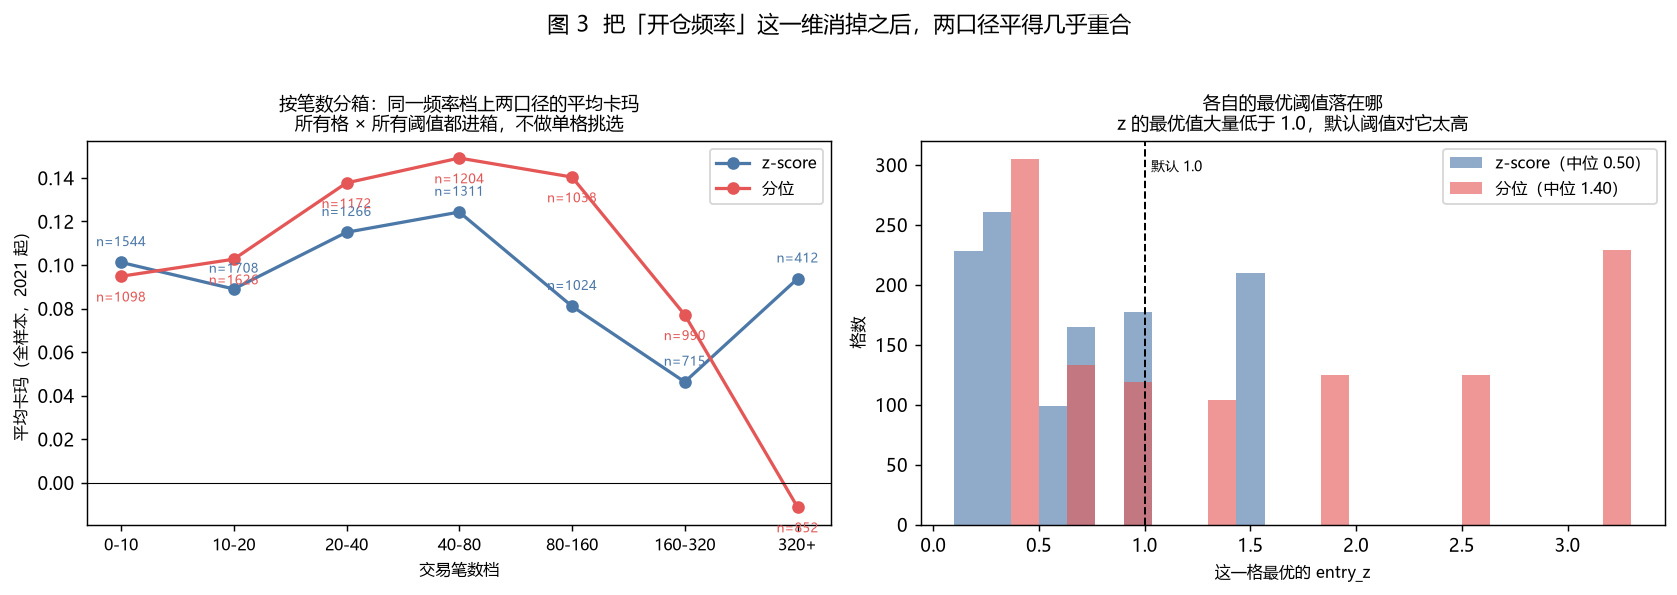 图 3 把「开仓频率」这一维消掉之后，两口径平得几乎重合
按笔数分箱：同一频率档上两口径的平均卡玛
所有格 × 所有阈值都进箱，不做单格挑选
z-score
分位
平均卡玛（全样本，2021 起）
0.14
0.12
0.10
0.08
0.06
0.04
0.02
0.00
n=1544
n=1098
n=1708
n=1626
n=1172
n=1266
n=1204
n=1311
n=1038
n=1024
n=990
n=715
n=412
n=852
0-10
10-20
20-40
40-80
80-160
160-320
320+
交易笔数档
各自的最优阈值落在哪
z 的最优值大量低于 1.0，默认阈值对它太高
默认 1.0
z-score（中位 0.50）
分位（中位 1.40）
格数
300
250
200
150
100
50
0
0.0
0.5
1.0
1.5
2.0
2.5
3.0
这一格最优的 entry_z